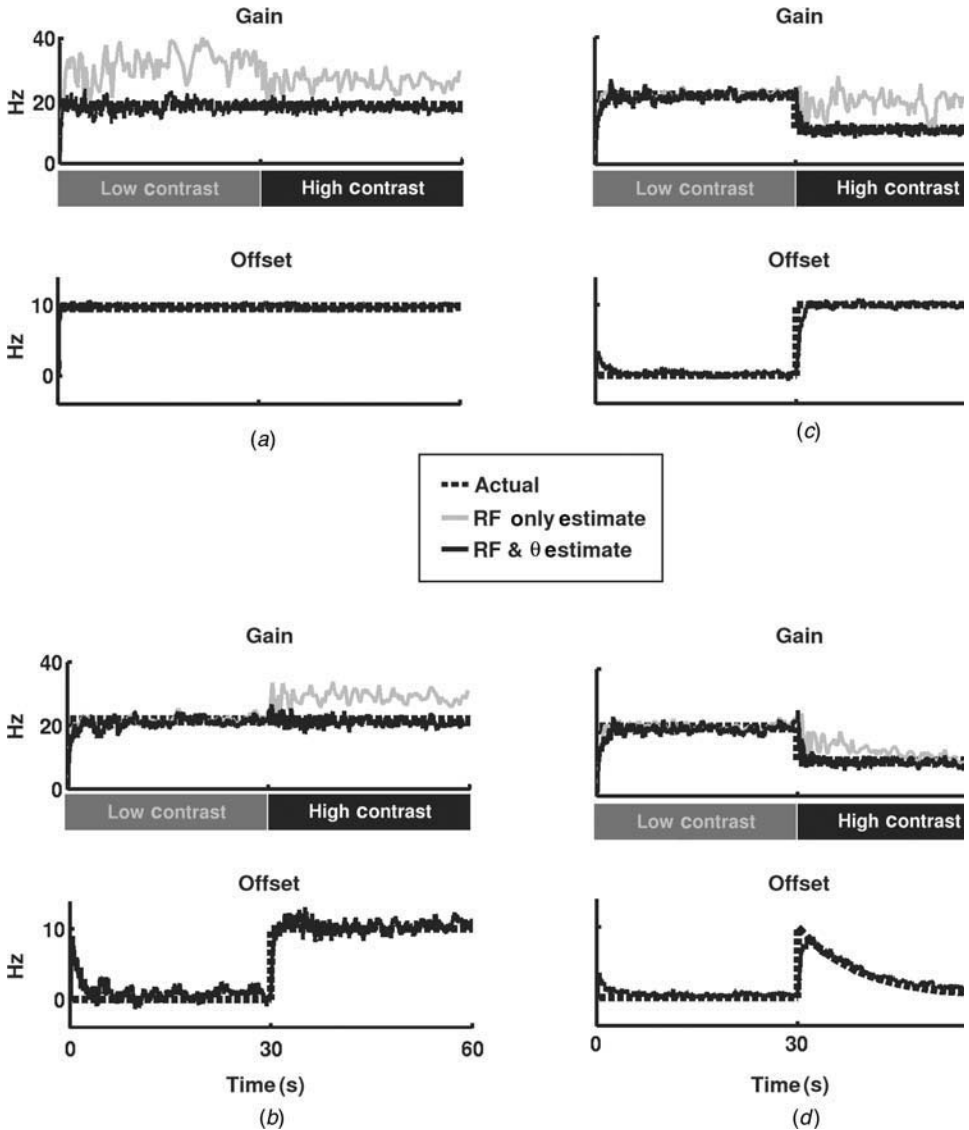 Gain
40
20
0
Hz
Low contrast
High contrast
Offset
10
0
Hz
(a)
Gain
Low contrast
High contrast
Offset
(c)
Actual
RF only estimate
RF & θ estimate
Gain
40
20
0
Hz
Low contrast
High contrast
Offset
10
0
Hz
0
30
60
Time (s)
(b)
Gain
Low contrast
High contrast
Offset
0
30
Time (s)
(d)